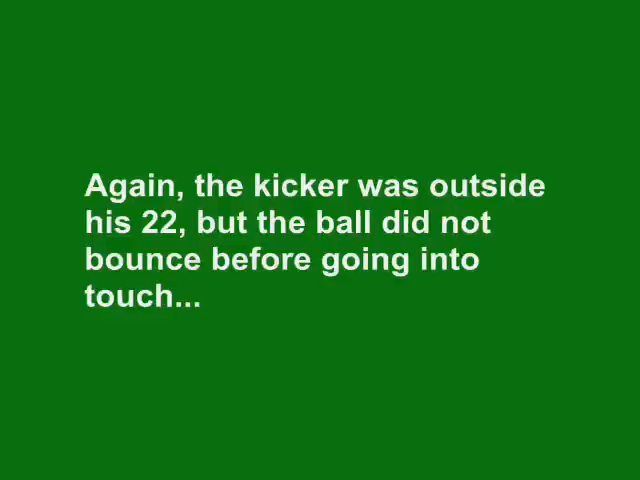 Again, the kicker was outside
his 22, but the ball did not
bounce before going into
touch...